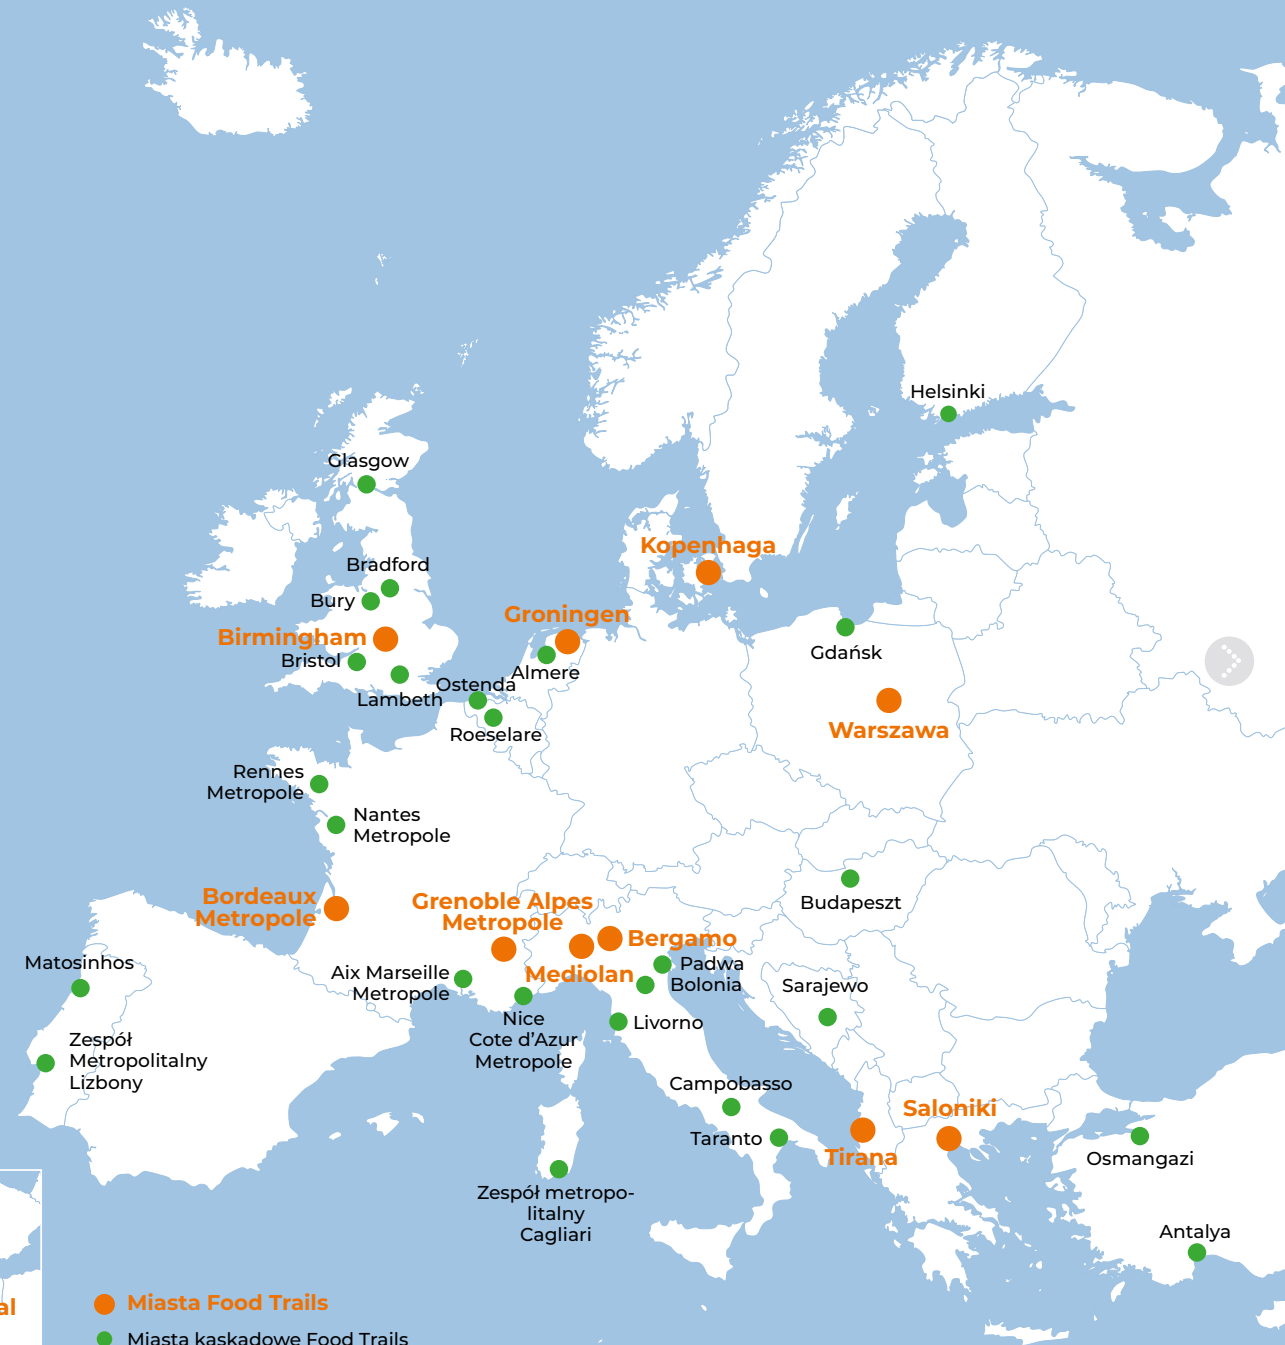 Helsinki
Glasgow
Kopenhaga
Bradford
Bury
Groningen
Birmingham
Gdańsk
Bristol
Almere
Ostenda
Lambeth
Warszawa
Roeselare
Rennes
Metropole
Nantes
Metropole
Bordeaux
Metropole
Grenoble Alpes
Metropole
Budapeszt
Bergamo
Matosinhos
Aix Marseille
Metropole
Mediolan
Padwa
Bolonia
Sarajewo
Nice
Cote d’Azur
Metropole
Livorno
Zespół
Metropolitalny
Lizbony
Campobasso
Saloniki
Taranto
Tirana
Osmangazi
Zespół metropo-
litalny
Cagliari
Antalya
al
Miasta Food Trails
Miasta kaskadowe Food Trails